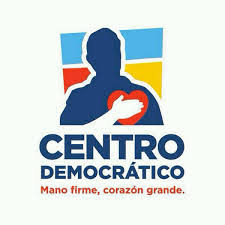 CENTRO
DEMOCRÁTICO
Mano firme, corazón grande.